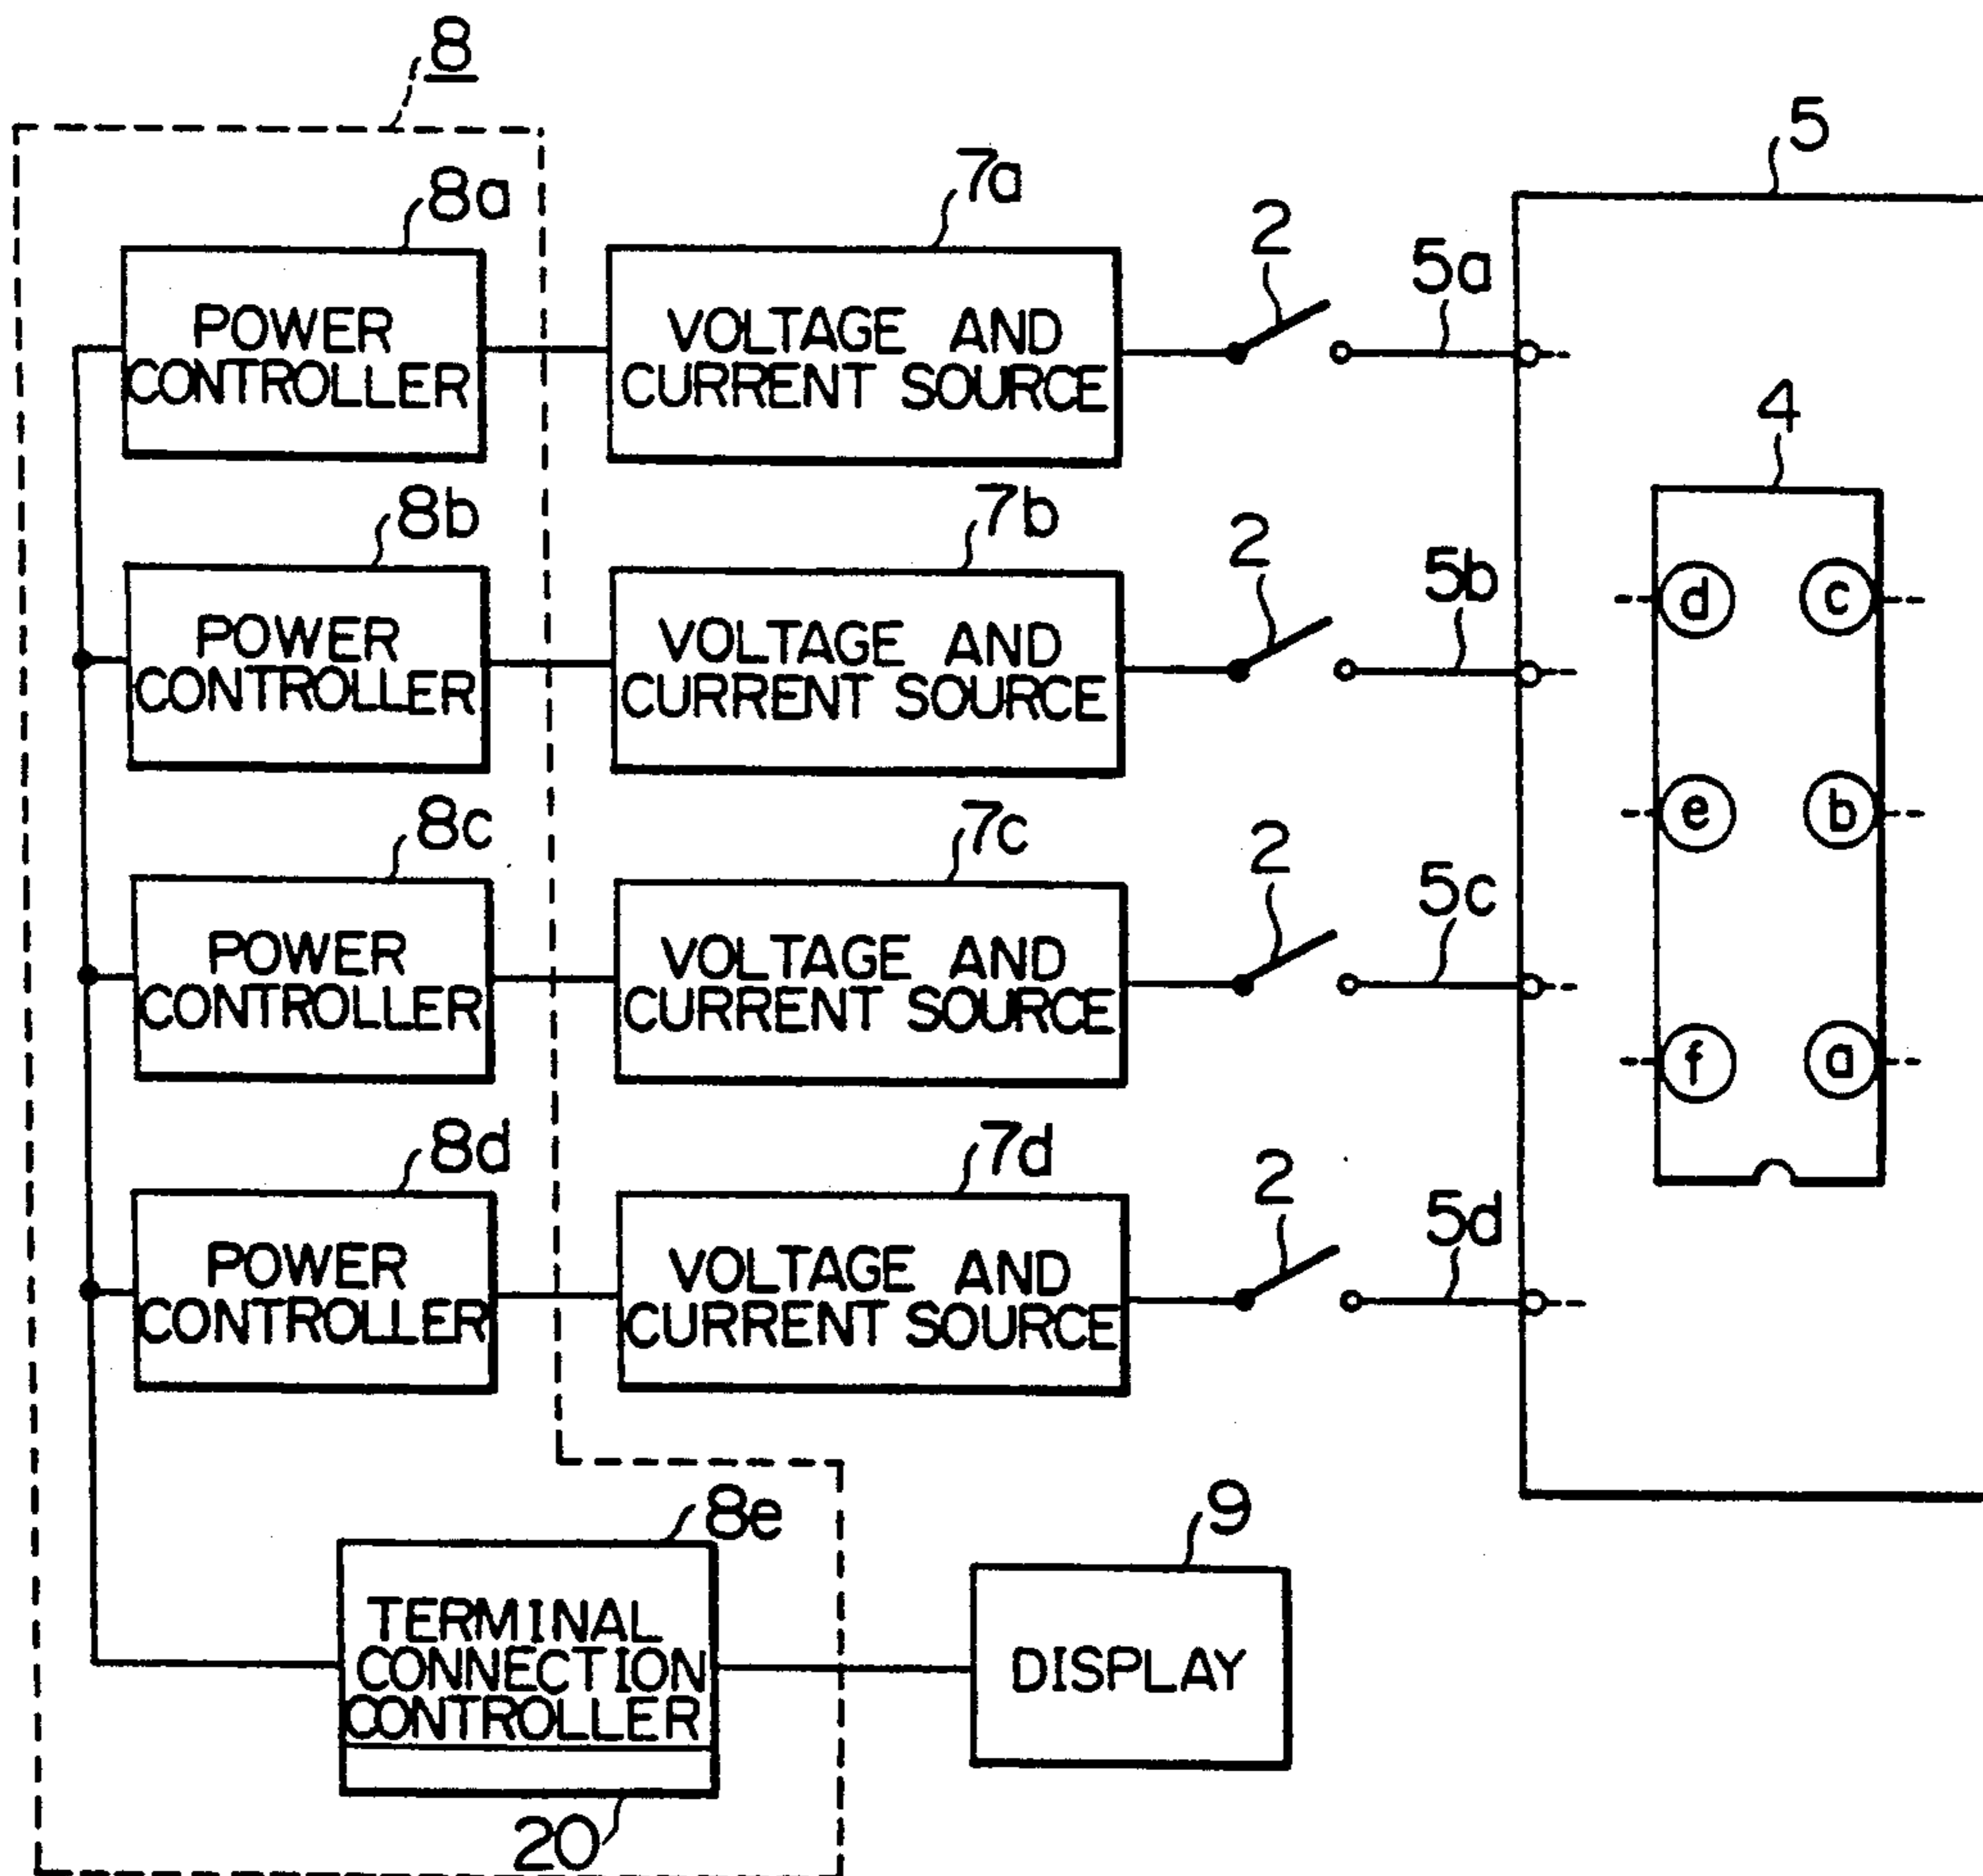 8
8a
7a
2
5a
5
POWER
CONTROLLER
VOLTAGE AND
CURRENT SOURCE
4
8b
7b
2
5b
POWER
CONTROLLER
VOLTAGE AND
CURRENT SOURCE
d
c
8c
7c
2
5c
e
b
POWER
CONTROLLER
VOLTAGE AND
CURRENT SOURCE
f
a
8d
7d
2
5d
POWER
CONTROLLER
VOLTAGE AND
CURRENT SOURCE
8e
9
TERMINAL
CONNECTION
CONTROLLER
DISPLAY
20